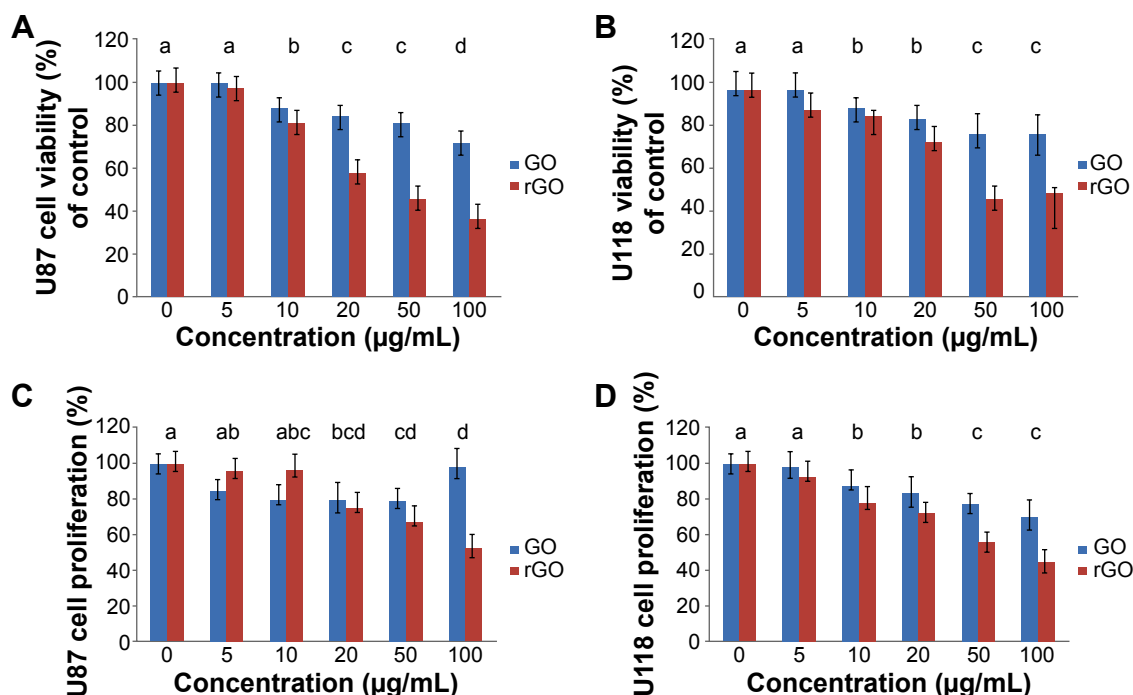 A
U87 cell viability (%)
of control
120
100
80
60
40
20
0
a a b c c d
GO
rGO
0 5 10 20 50 100
Concentration (µg/mL)
B
U118 viability (%)
of control
120
100
80
60
40
20
0
a a b b c c
GO
rGO
0 5 10 20 50 100
Concentration (µg/mL)
C
U87 cell proliferation (%)
120
100
80
60
40
20
0
a ab abc bcd cd d
GO
rGO
0 5 10 20 50 100
Concentration (µg/mL)
D
U118 cell proliferation (%)
120
100
80
60
40
20
0
a a b b c c
GO
rGO
0 5 10 20 50 100
Concentration (µg/mL)